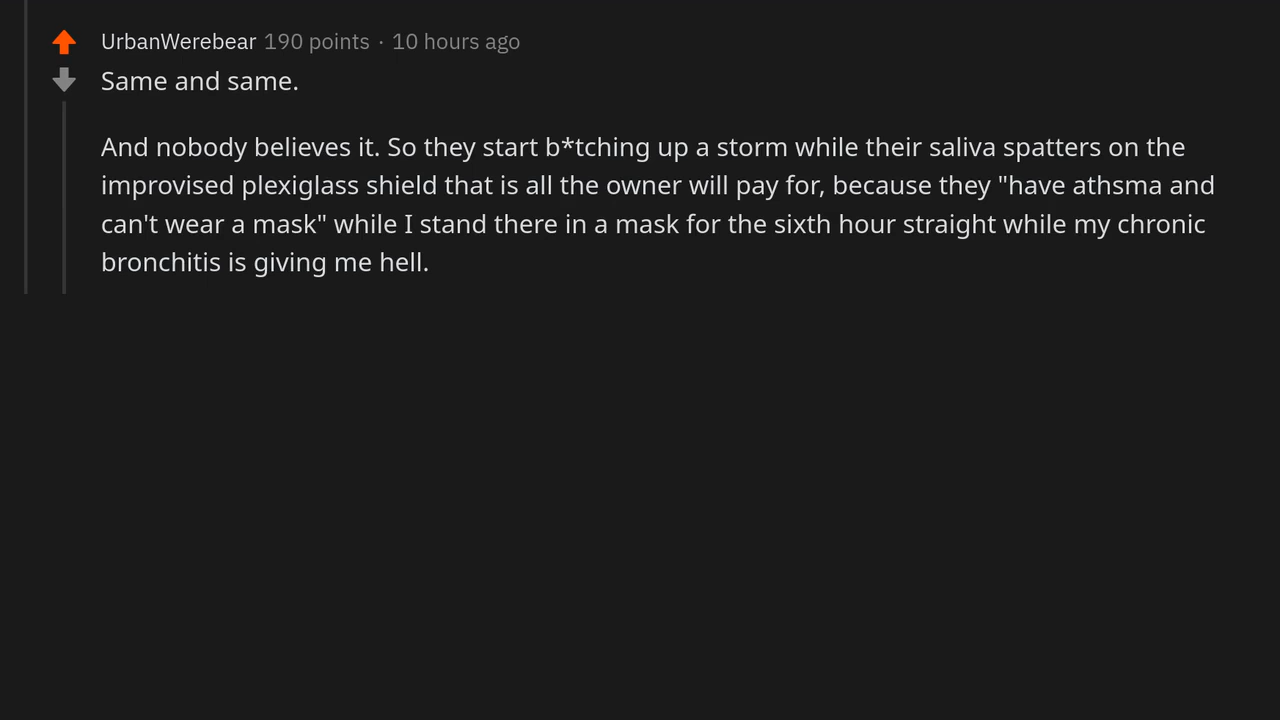 UrbanWerebear 190 points · 10 hours ago
Same and same.
And nobody believes it. So they start b*tching up a storm while their saliva spatters on the
improvised plexiglass shield that is all the owner will pay for, because they "have athsma and
can't wear a mask" while I stand there in a mask for the sixth hour straight while my chronic
bronchitis is giving me hell.